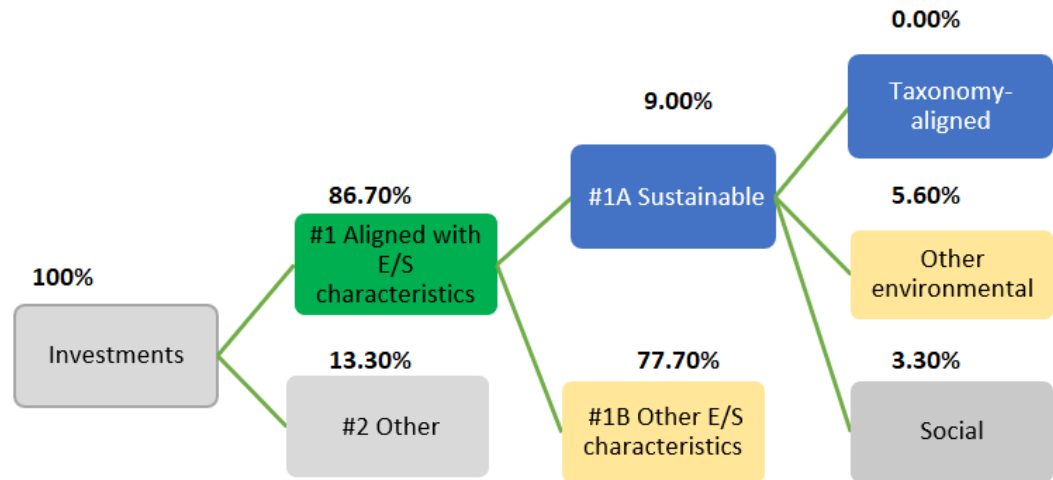 0.00%
Taxonomy-
aligned
9.00%
#1A Sustainable
86.70%
#1 Aligned with
E/S
characteristics
5.60%
Other
environmental
100%
Investments
13.30%
#2 Other
77.70%
#1B Other E/S
characteristics
3.30%
Social